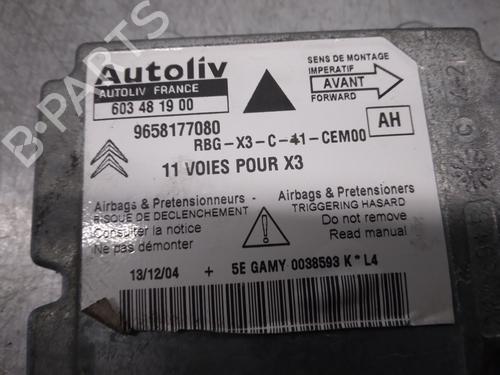 Autoliv
AUTOLIV FRANCE
603 48 19 00
SENS DE MONTAGE
IMPERATIF
AVANT
FORWARD
9658177080
RBG-X3-C-41-CEM00
AH
11 VOIES POUR X3
Airbags & Pretensionneurs - Airbags & Pretensioners
RISQUE DE DECLENCHEMENT TRIGGERING HASARD
Consulter la notice Do not remove
Ne pas démonter Read manual
13/12/04 + 5E GAMY 0038593 K * L4
B-PARTS